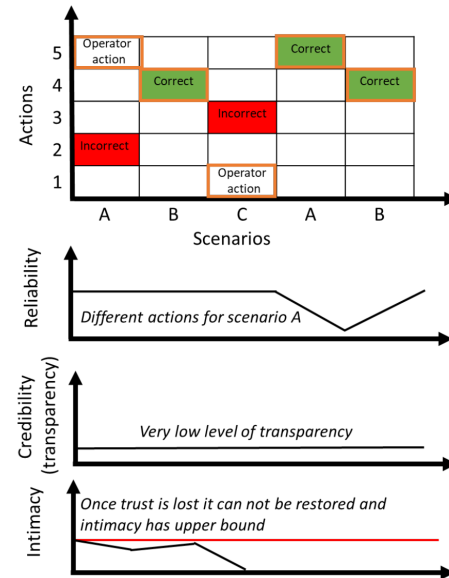 5
Operator
action
Correct
4
Correct
Correct
3
Incorrect
2
Incorrect
1
Operator
action
Actions
A B C A B
Scenarios
Reliability
Different actions for scenario A
Credibility
(transparency)
Very low level of transparency
Intimacy
Once trust is lost it can not be restored and
intimacy has upper bound